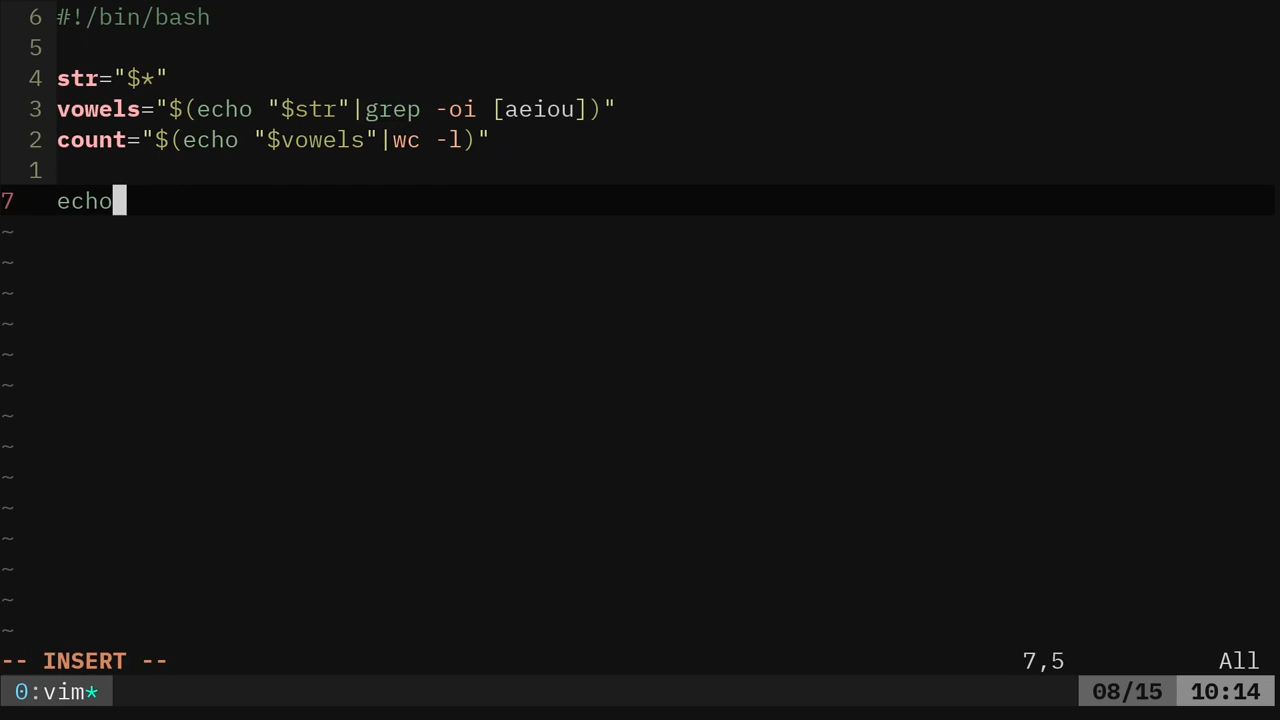 6 #!/bin/bash
5
4 str="$*"
3 vowels="$(echo "$str"|grep -oi [aeiou])"
2 count="$(echo "$vowels"|wc -l)"
1
7 echo
~
~
~
~
~
~
~
~
~
~
~
~
~
~
-- INSERT -- 7,5 All
0:vim* 08/15 10:14